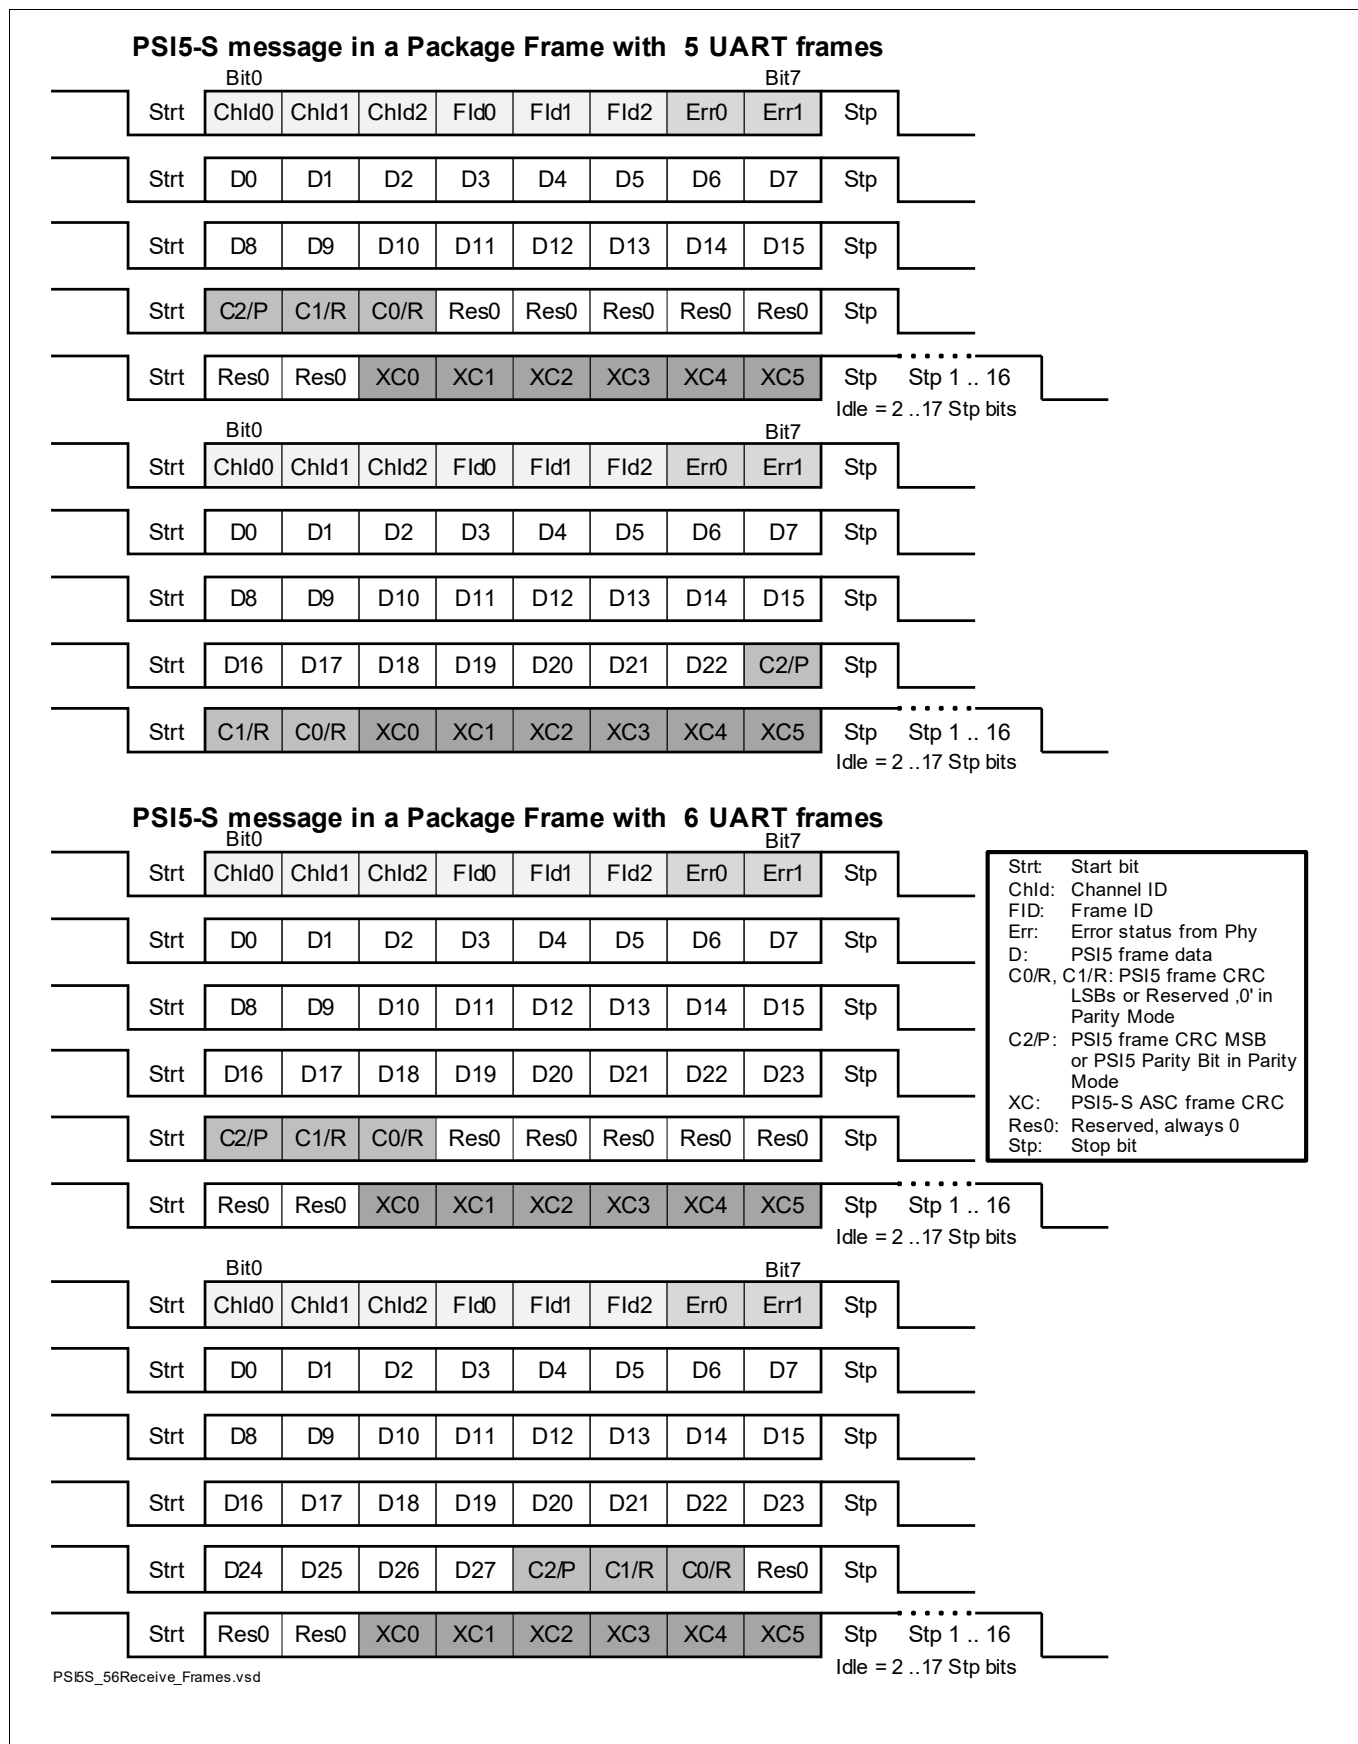 PSI5-S message in a Package Frame with 5 UART frames
Bit0 Bit7
Strt ChId0 ChId1 ChId2 FId0 FId1 FId2 Err0 Err1 Stp
Strt D0 D1 D2 D3 D4 D5 D6 D7 Stp
Strt D8 D9 D10 D11 D12 D13 D14 D15 Stp
Strt C2/P C1/R C0/R Res0 Res0 Res0 Res0 Res0 Stp
Strt Res0 Res0 XC0 XC1 XC2 XC3 XC4 XC5 Stp Stp 1 .. 16
Idle = 2 ..17 Stp bits
Bit0 Bit7
Strt ChId0 ChId1 ChId2 FId0 FId1 FId2 Err0 Err1 Stp
Strt D0 D1 D2 D3 D4 D5 D6 D7 Stp
Strt D8 D9 D10 D11 D12 D13 D14 D15 Stp
Strt D16 D17 D18 D19 D20 D21 D22 C2/P Stp
Strt C1/R C0/R XC0 XC1 XC2 XC3 XC4 XC5 Stp Stp 1 .. 16
Idle = 2 ..17 Stp bits
PSI5-S message in a Package Frame with 6 UART frames
Bit0 Bit7
Strt ChId0 ChId1 ChId2 FId0 FId1 FId2 Err0 Err1 Stp
Strt D0 D1 D2 D3 D4 D5 D6 D7 Stp
Strt D8 D9 D10 D11 D12 D13 D14 D15 Stp
Strt D16 D17 D18 D19 D20 D21 D22 D23 Stp
Strt C2/P C1/R C0/R Res0 Res0 Res0 Res0 Res0 Stp
Strt Res0 Res0 XC0 XC1 XC2 XC3 XC4 XC5 Stp Stp 1 .. 16
Idle = 2 ..17 Stp bits
Strt: Start bit
ChId: Channel ID
FID: Frame ID
Err: Error status from Phy
D: PSI5 frame data
C0/R, C1/R: PSI5 frame CRC
LSBs or Reserved ‚0' in
Parity Mode
C2/P: PSI5 frame CRC MSB
or PSI5 Parity Bit in Parity
Mode
XC: PSI5-S ASC frame CRC
Res0: Reserved, always 0
Stp: Stop bit
Bit0 Bit7
Strt ChId0 ChId1 ChId2 FId0 FId1 FId2 Err0 Err1 Stp
Strt D0 D1 D2 D3 D4 D5 D6 D7 Stp
Strt D8 D9 D10 D11 D12 D13 D14 D15 Stp
Strt D16 D17 D18 D19 D20 D21 D22 D23 Stp
Strt D24 D25 D26 D27 C2/P C1/R C0/R Res0 Stp
Strt Res0 Res0 XC0 XC1 XC2 XC3 XC4 XC5 Stp Stp 1 .. 16
Idle = 2 ..17 Stp bits
PSI5S_56Receive_Frames.vsd